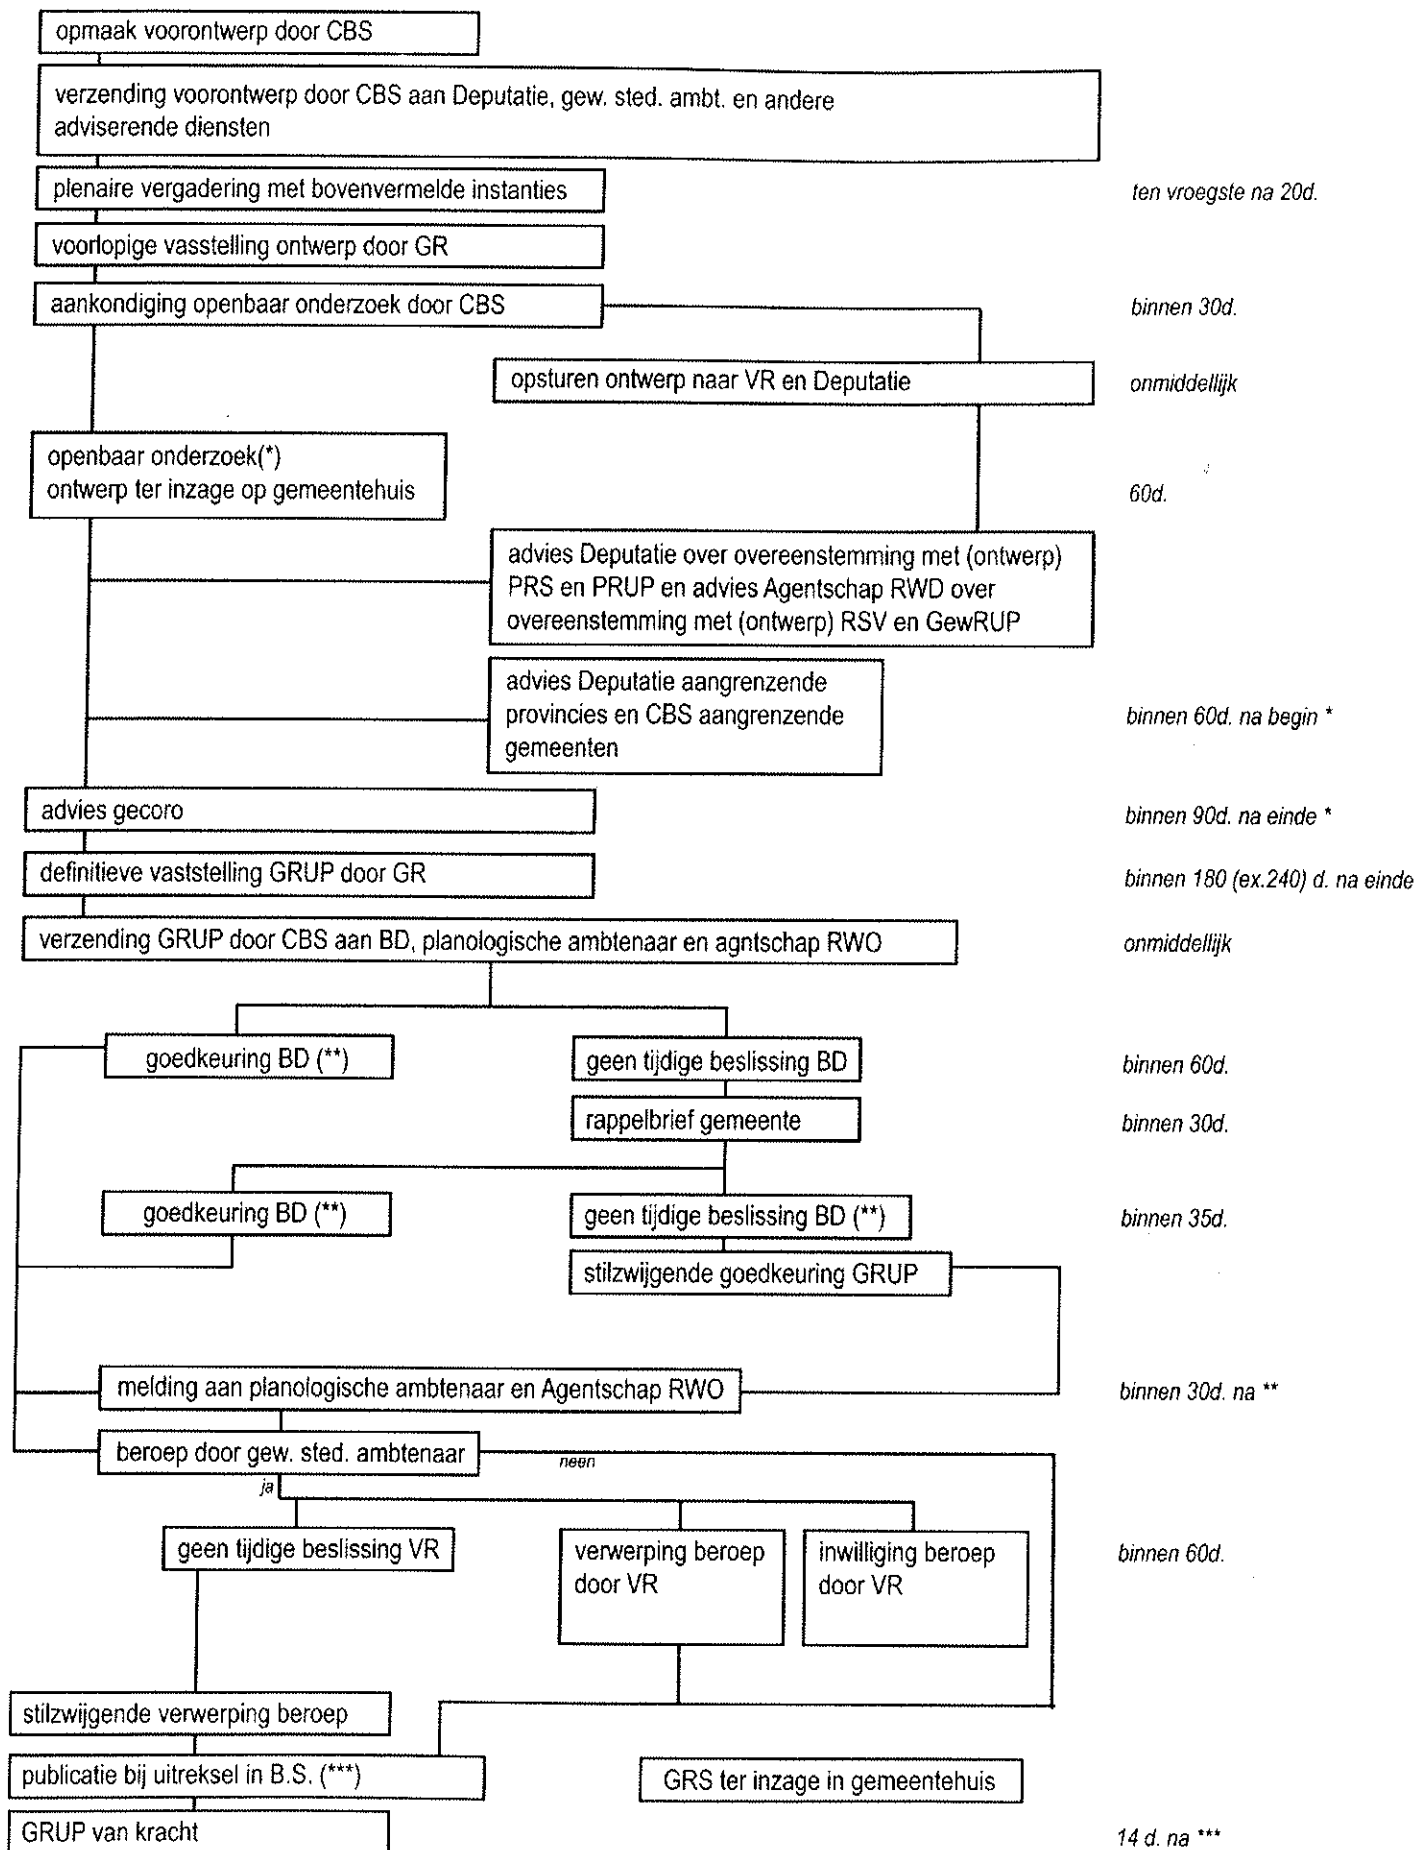 opmaak voorontwerp door CBS
verzending voorontwerp door CBS aan Deputatie, gew. sted. ambt. en andere
adviserende diensten
plenaire vergadering met bovenvermelde instanties
ten vroegste na 20d.
voorlopige vasstelling ontwerp door GR
aankondiging openbaar onderzoek door CBS
binnen 30d.
opsturen ontwerp naar VR en Deputatie
onmiddellijk
openbaar onderzoek(*)
ontwerp ter inzage op gemeentehuis
60d.
advies Deputatie over overeenstemming met (ontwerp)
PRS en PRUP en advies Agentschap RWD over
overeenstemming met (ontwerp) RSV en GewRUP
advies Deputatie aangrenzende
provincies en CBS aangrenzende
gemeenten
binnen 60d. na begin *
advies gecoro
binnen 90d. na einde *
definitieve vaststelling GRUP door GR
binnen 180 (ex.240) d. na einde
verzending GRUP door CBS aan BD, planologische ambtenaar en agntschap RWO
onmiddellijk
goedkeuring BD (**)
geen tijdige beslissing BD
binnen 60d.
rappelbrief gemeente
binnen 30d.
goedkeuring BD (**)
geen tijdige beslissing BD (**)
binnen 35d.
stilzwijgende goedkeuring GRUP
melding aan planologische ambtenaar en Agentschap RWO
binnen 30d. na **
beroep door gew. sted. ambtenaar
neen
ja
geen tijdige beslissing VR
verwerping beroep
door VR
inwilliging beroep
door VR
binnen 60d.
stilzwijgende verwerping beroep
publicatie bij uitreksel in B.S. (***)
GRS ter inzage in gemeentehuis
GRUP van kracht
14 d. na ***